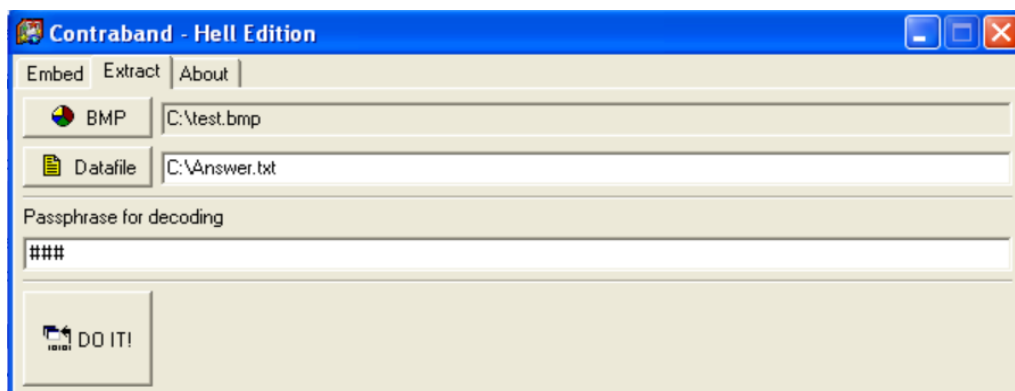 Contraband - Hell Edition
Embed Extract About
BMP C:\test.bmp
Datafile C:\Answer.txt
Passphrase for decoding
###
DO IT!